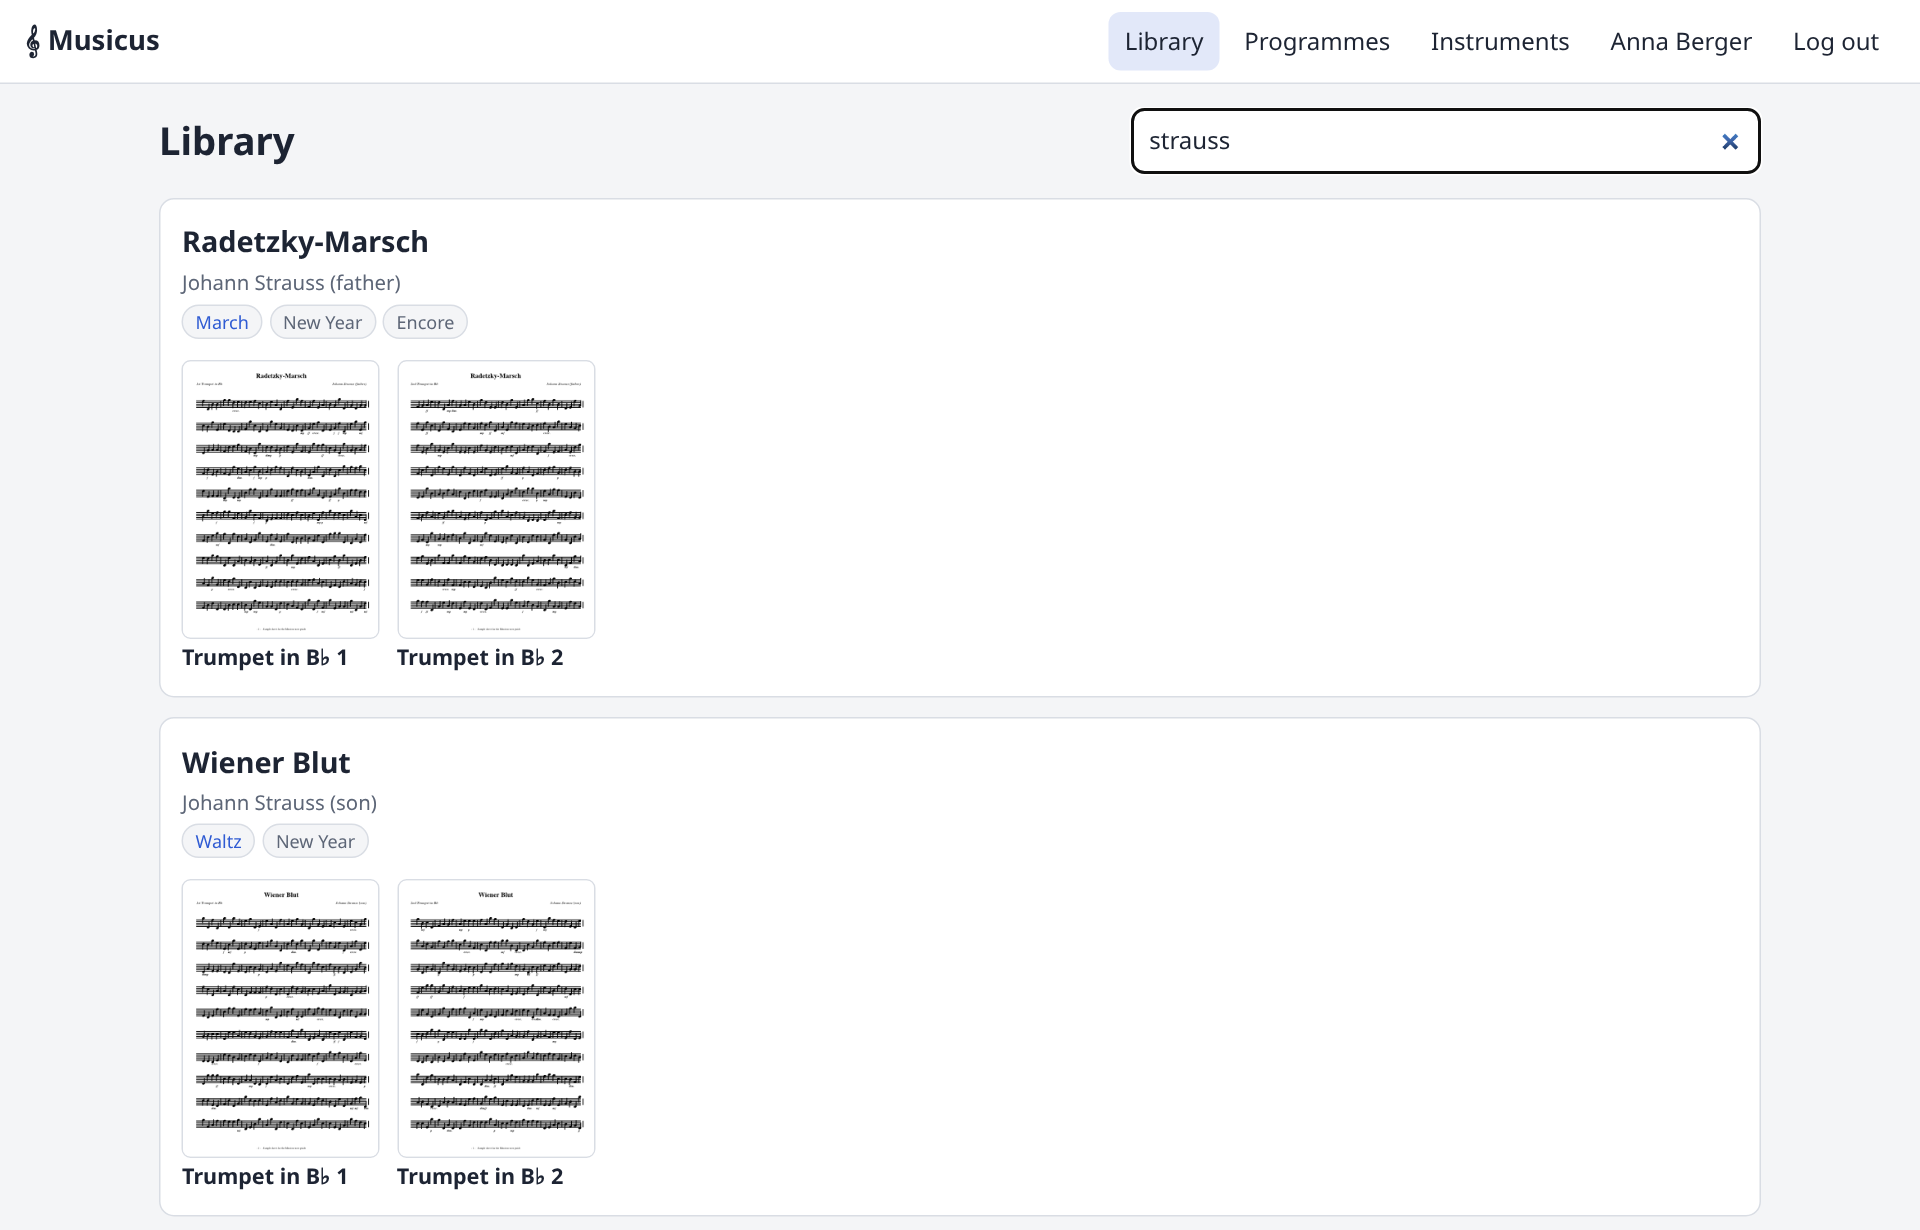 Musicus
Library Programmes Instruments Anna Berger Log out
Library
strauss
Radetzky-Marsch
Johann Strauss (father)
March New Year Encore
Radetzky-Marsch Radetzky-Marsch
Trumpet in B♭ 1 Trumpet in B♭ 2
Wiener Blut
Johann Strauss (son)
Waltz New Year
Wiener Blut Wiener Blut
Trumpet in B♭ 1 Trumpet in B♭ 2